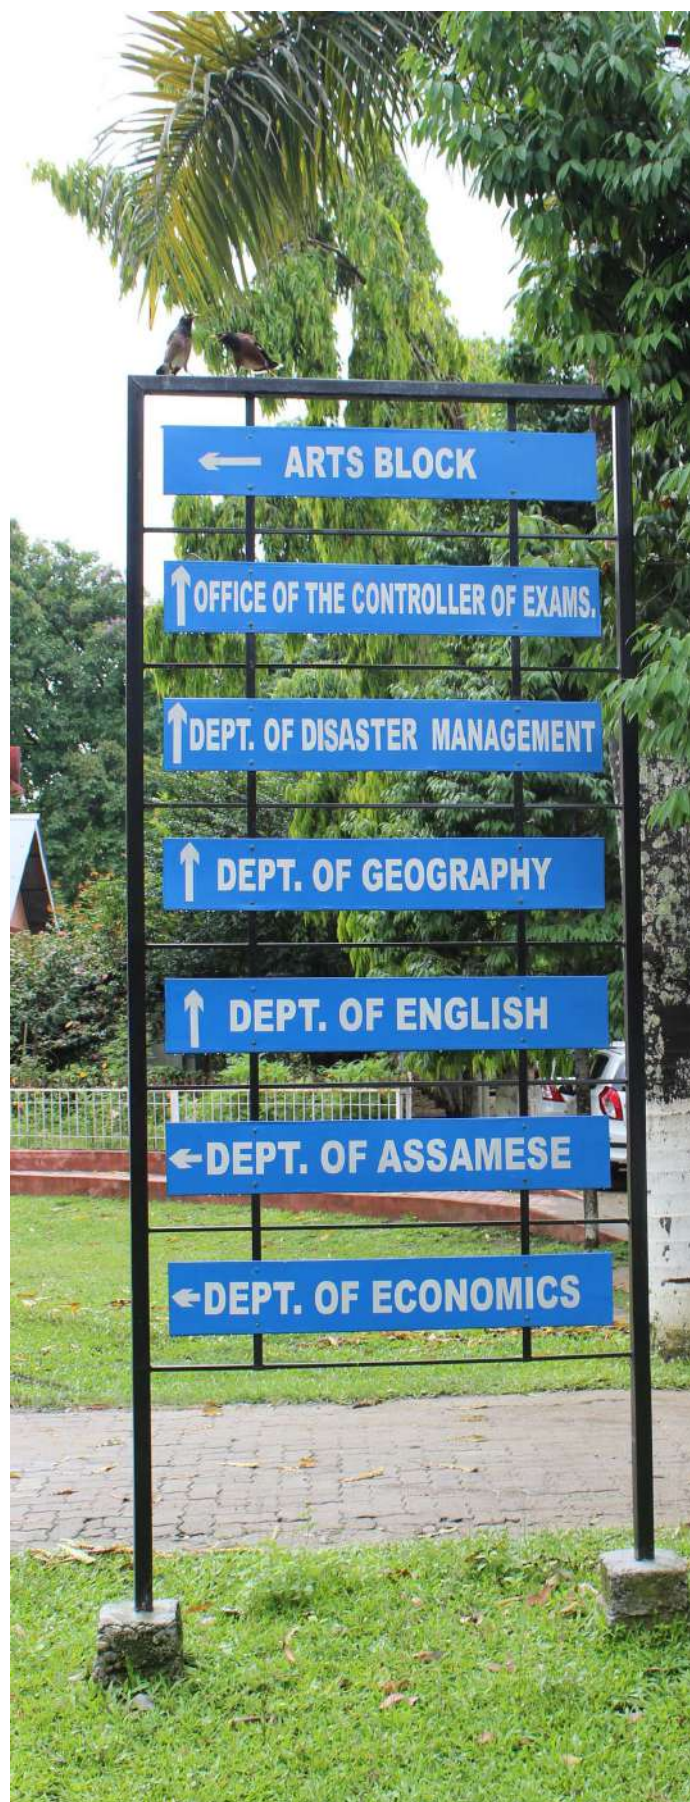 ← ARTS BLOCK
↑ OFFICE OF THE CONTROLLER OF EXAMS.
↑ DEPT. OF DISASTER MANAGEMENT
↑ DEPT. OF GEOGRAPHY
↑ DEPT. OF ENGLISH
← DEPT. OF ASSAMESE
← DEPT. OF ECONOMICS